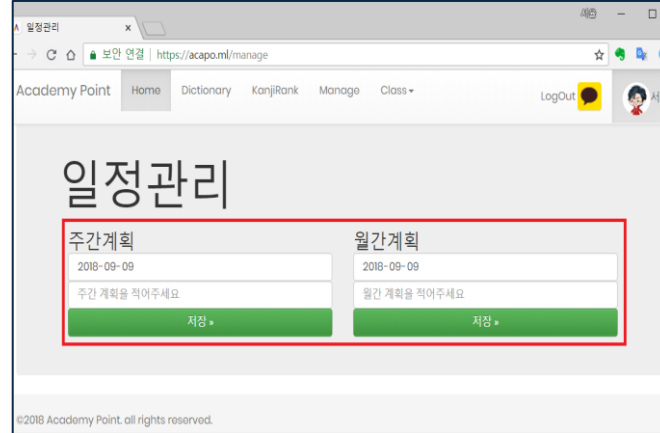 세준
일정관리
보안 연결 | https://acapo.ml/manage
Academy Point Home Dictionary KanjiRank Manage Class LogOut 서
일정관리
주간계획 월간계획
2018-09-09 2018-09-09
주간 계획을 적어주세요 월간 계획을 적어주세요
저장 » 저장 »
©2018 Academy Point. all rights reserved.